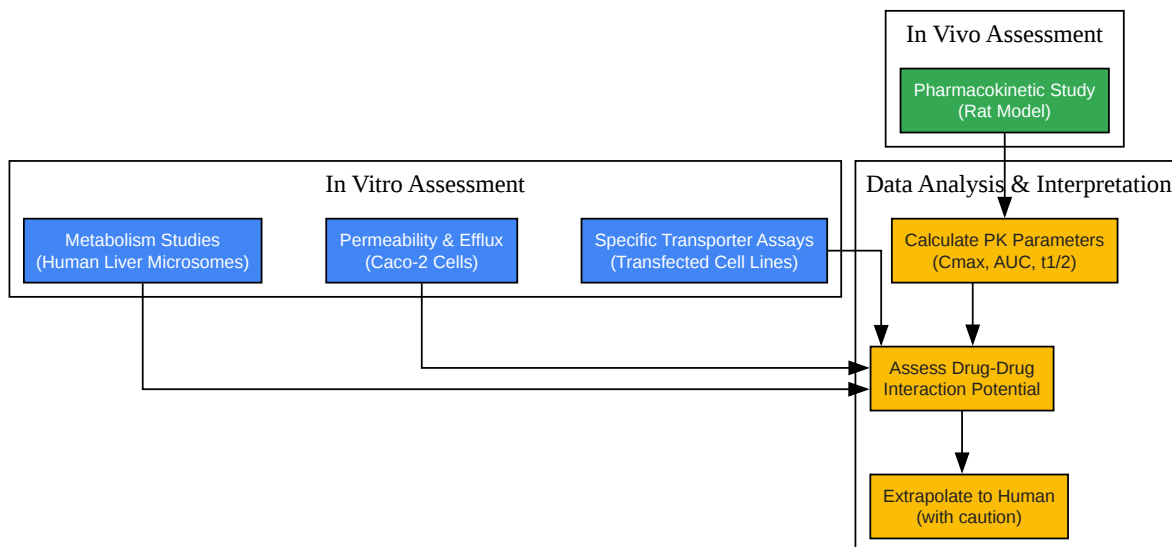 In Vivo Assessment
Pharmacokinetic Study
(Rat Model)
In Vitro Assessment
Data Analysis & Interpretation
Metabolism Studies
(Human Liver Microsomes)
Permeability & Efflux
(Caco-2 Cells)
Specific Transporter Assays
(Transfected Cell Lines)
Calculate PK Parameters
(Cmax, AUC, t1/2)
Assess Drug-Drug
Interaction Potential
Extrapolate to Human
(with caution)